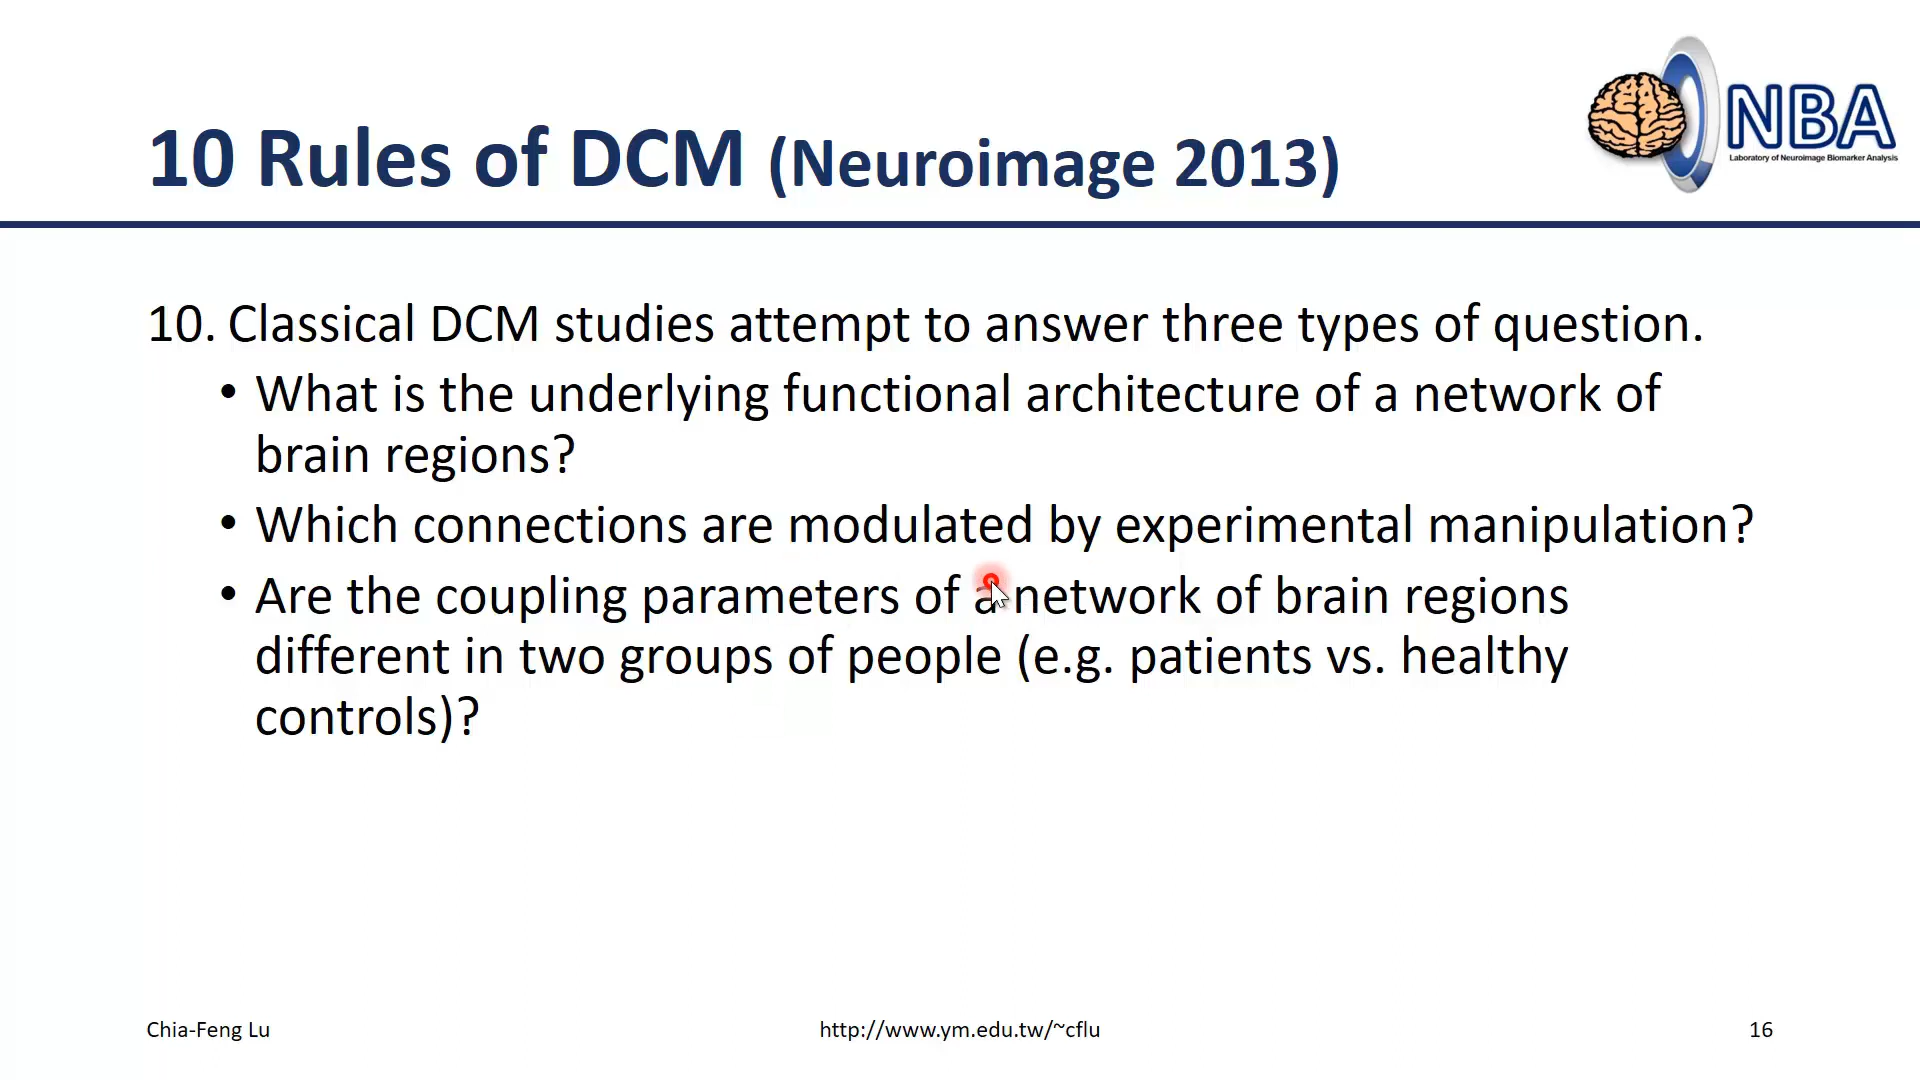 NBA
Laboratory of Neuroimage Biomarker Analysis
10 Rules of DCM (Neuroimage 2013)
10. Classical DCM studies attempt to answer three types of question.
• What is the underlying functional architecture of a network of
brain regions?
• Which connections are modulated by experimental manipulation?
• Are the coupling parameters of a network of brain regions
different in two groups of people (e.g. patients vs. healthy
controls)?
Chia-Feng Lu
http://www.ym.edu.tw/~cflu
16